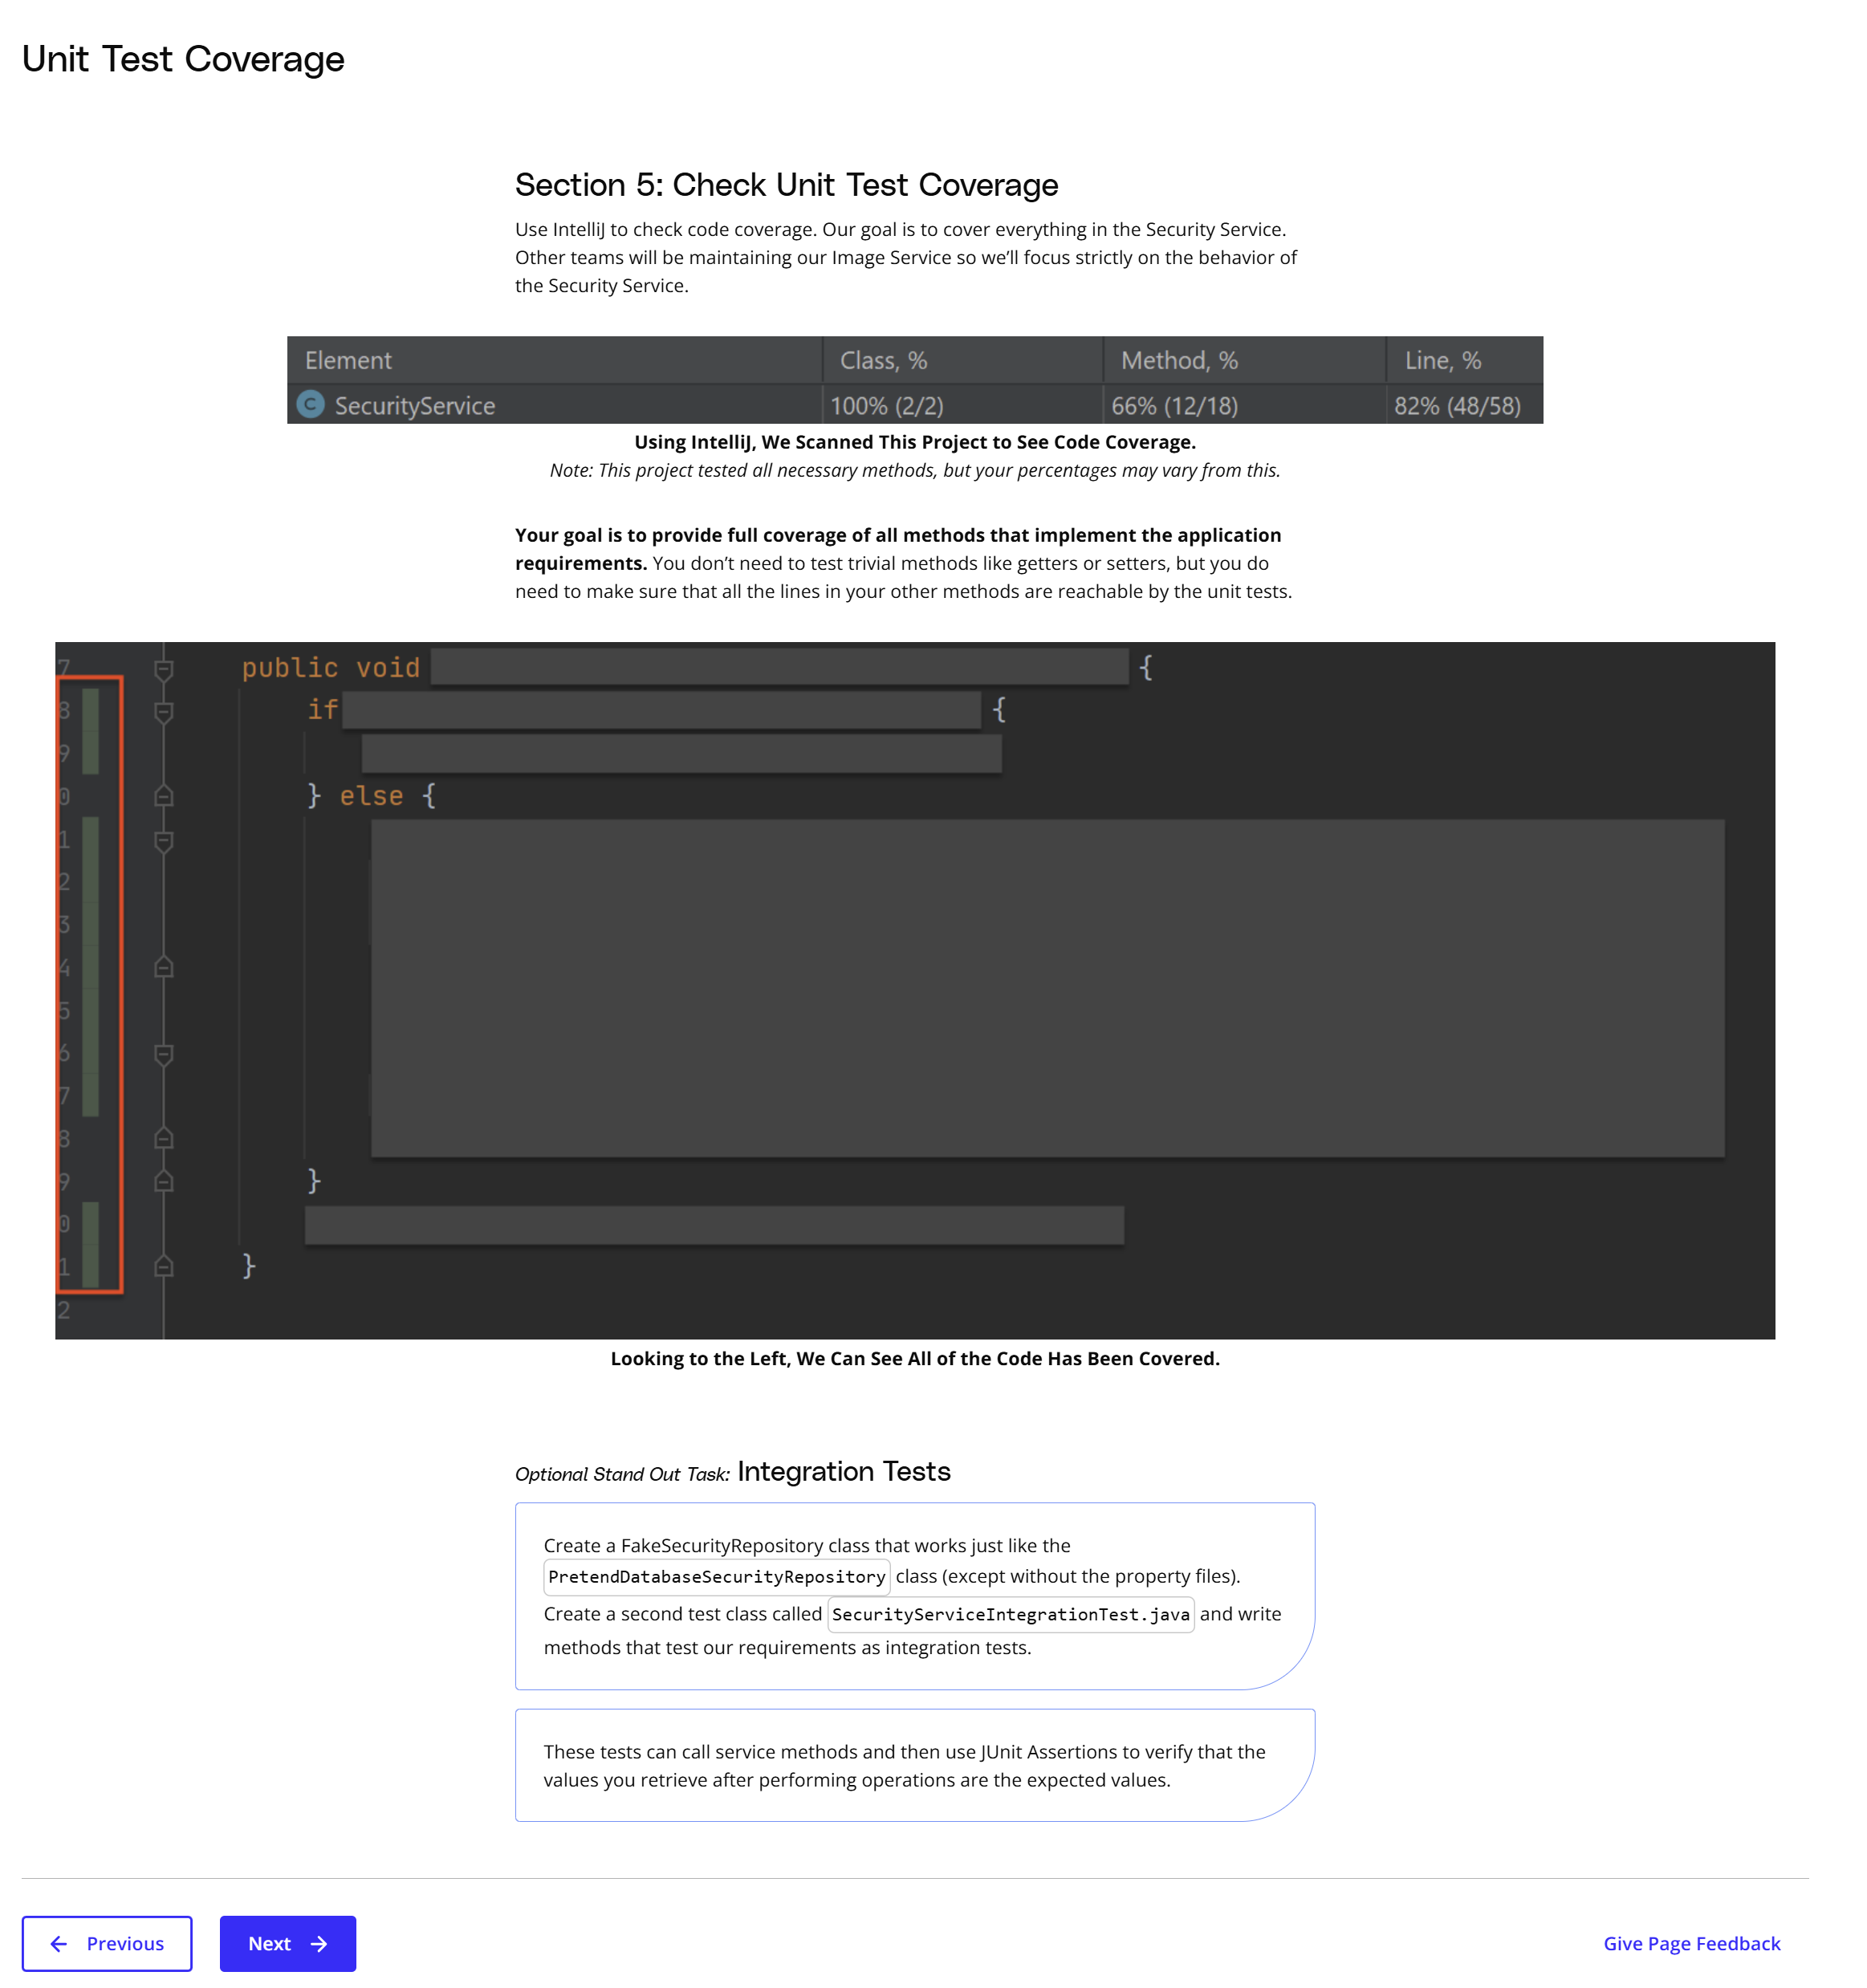 Unit Test Coverage
Section 5: Check Unit Test Coverage
Use IntelliJ to check code coverage. Our goal is to cover everything in the Security Service.
Other teams will be maintaining our Image Service so we’ll focus strictly on the behavior of
the Security Service.
Element Class, % Method, % Line, %
C SecurityService 100% (2/2) 66% (12/18) 82% (48/58)
Using IntelliJ, We Scanned This Project to See Code Coverage.
Note: This project tested all necessary methods, but your percentages may vary from this.
Your goal is to provide full coverage of all methods that implement the application
requirements. You don’t need to test trivial methods like getters or setters, but you do
need to make sure that all the lines in your other methods are reachable by the unit tests.
7 public void {
8 if {
9
0 } else {
1
2
3
4
5
6
7
8
9 }
0
1 }
2
Looking to the Left, We Can See All of the Code Has Been Covered.
Optional Stand Out Task: Integration Tests
Create a FakeSecurityRepository class that works just like the
PretendDatabaseSecurityRepository class (except without the property files).
Create a second test class called SecurityServiceIntegrationTest.java and write
methods that test our requirements as integration tests.
These tests can call service methods and then use JUnit Assertions to verify that the
values you retrieve after performing operations are the expected values.
Previous Next Give Page Feedback